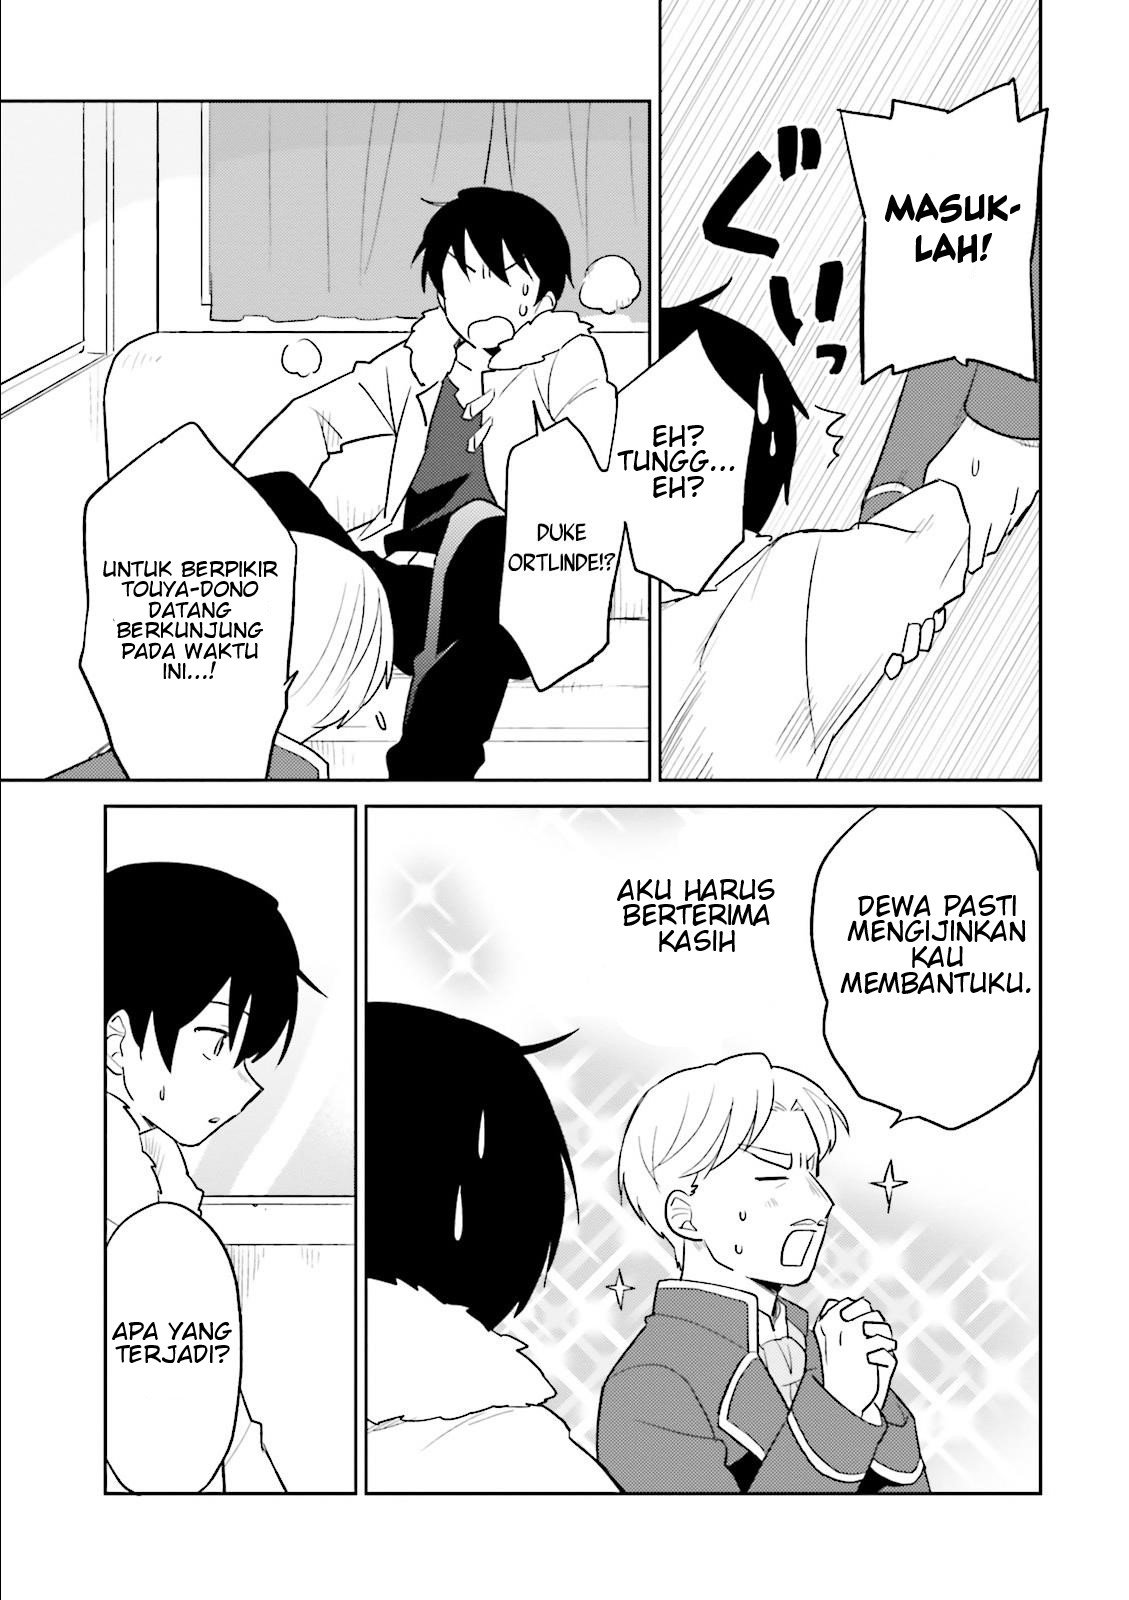 MASUK-
LAH!
ぐいっ
EH?
TUNGG...
EH?
DUKE
ORTLINDE!?
UNTUK BERPIKIR
TOUYA-DONO
DATANG
BERKUNJUNG
PADA WAKTU
INI...!
DEWA PASTI
MENGIJINKAN
KAU
MEMBANTUKU.
AKU HARUS
BERTERIMA
KASIH
APA YANG
TERJADI?